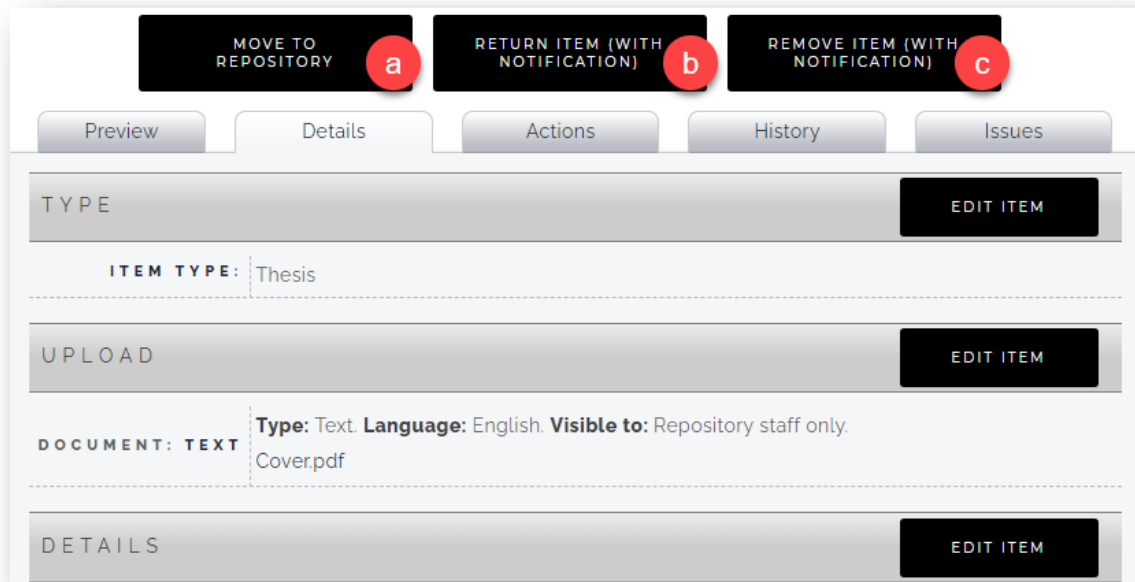 MOVE TO
REPOSITORY
a
RETURN ITEM (WITH
NOTIFICATION)
b
REMOVE ITEM (WITH
NOTIFICATION)
c
Preview Details Actions History Issues
TYPE EDIT ITEM
ITEM TYPE: Thesis
UPLOAD EDIT ITEM
DOCUMENT: TEXT Type: Text. Language: English. Visible to: Repository staff only.
Cover.pdf
DETAILS EDIT ITEM